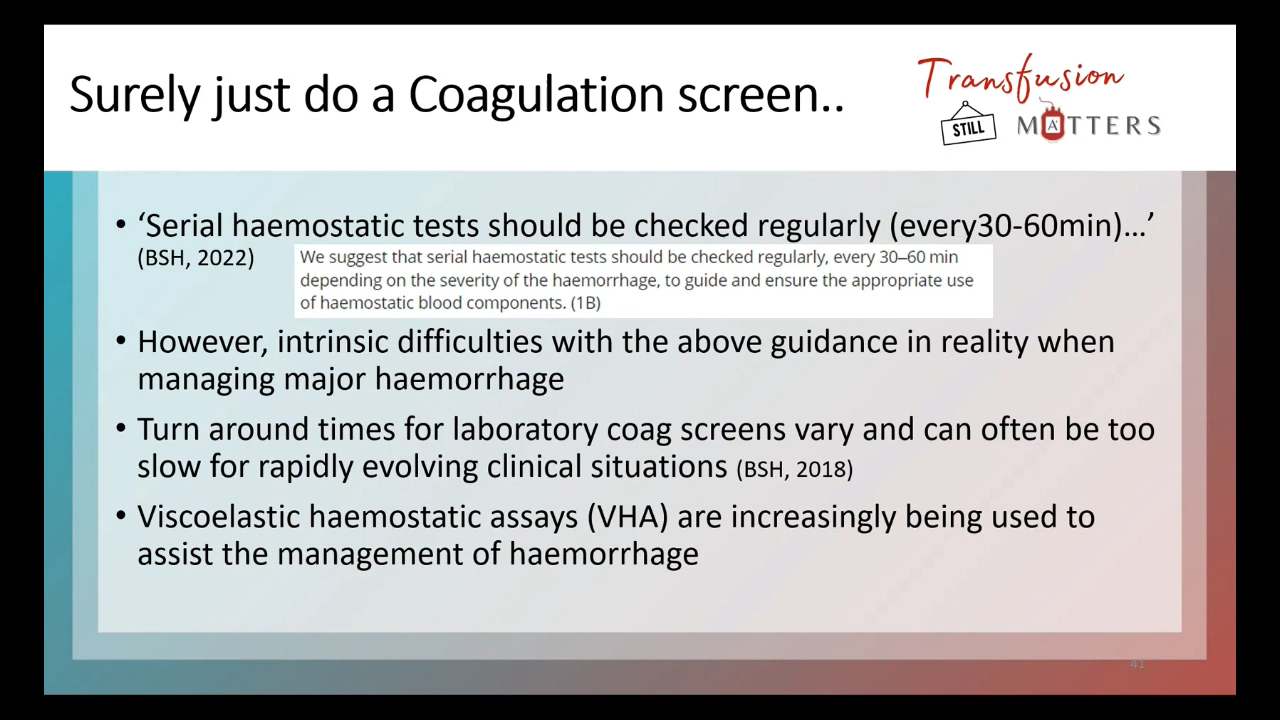 Surely just do a Coagulation screen..
Transfusion
STILL
MATTERS
• ‘Serial haemostatic tests should be checked regularly (every30-60min)…’
(BSH, 2022)
We suggest that serial haemostatic tests should be checked regularly, every 30–60 min
depending on the severity of the haemorrhage, to guide and ensure the appropriate use
of haemostatic blood components. (1B)
• However, intrinsic difficulties with the above guidance in reality when
managing major haemorrhage
• Turn around times for laboratory coag screens vary and can often be too
slow for rapidly evolving clinical situations (BSH, 2018)
• Viscoelastic haemostatic assays (VHA) are increasingly being used to
assist the management of haemorrhage
41